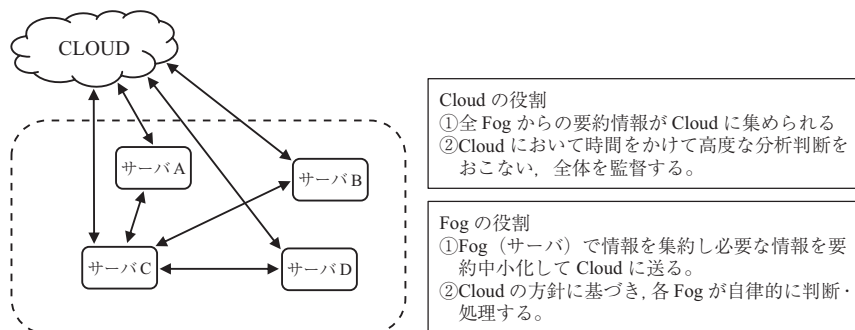 CLOUD
サーバA
サーバB
サーバC
サーバD
Cloud の役割
①全 Fog からの要約情報が Cloud に集められる
②Cloud において時間をかけて高度な分析判断を
おこない，全体を監督する。
Fog の役割
①Fog（サーバ）で情報を集約し必要な情報を要
約中小化して Cloud に送る。
②Cloud の方針に基づき, 各 Fog が自律的に判断・
処理する。